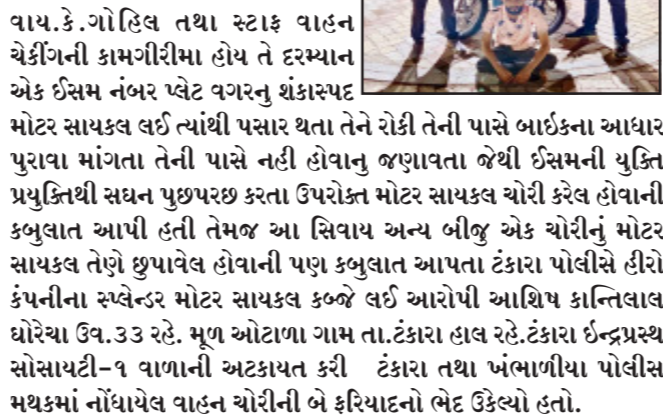 વાય.કે.ગોહિલ તથા સ્ટાફ વાહન
ચેકીંગની કામગીરીમા હોય તે દરમ્યાન
એક ઈસમ નંબર પ્લેટ વગરનુ શંકાસ્પદ
મોટર સાયકલ લઈ ત્યાંથી પસાર થતા તેને રોકી તેની પાસે બાઇકના આધાર
પુરાવા માંગતા તેની પાસે નહી હોવાનુ જણાવતા જેથી ઈસમની યુક્તિ
પ્રયુક્તિથી સઘન પુછપરછ કરતા ઉપરોક્ત મોટર સાયકલ ચોરી કરેલ હોવાની
કબુલાત આપી હતી તેમજ આ સિવાય અન્ય બીજુ એક ચોરીનું મોટર
સાયકલ તેણે છુપાવેલ હોવાની પણ કબુલાત આપતા ટંકારા પોલીસે હીરો
કંપનીના સ્પ્લેન્ડર મોટર સાયકલ કબ્જે લઈ આરોપી આશિષ કાન્તિલાલ
ઘોરેચા ઉવ.૩૩ રહે. મૂળ ઓટાળા ગામ તા.ટંકારા હાલ રહે.ટંકારા ઇન્દ્રપ્રસ્થ
સોસાયટી-૧ વાળાની અટકાયત કરી ટંકારા તથા ખંભાળીયા પોલીસ
મથકમાં નોંધાયેલ વાહન ચોરીની બે ફરિયાદનો ભેદ ઉકેલ્યો હતો.